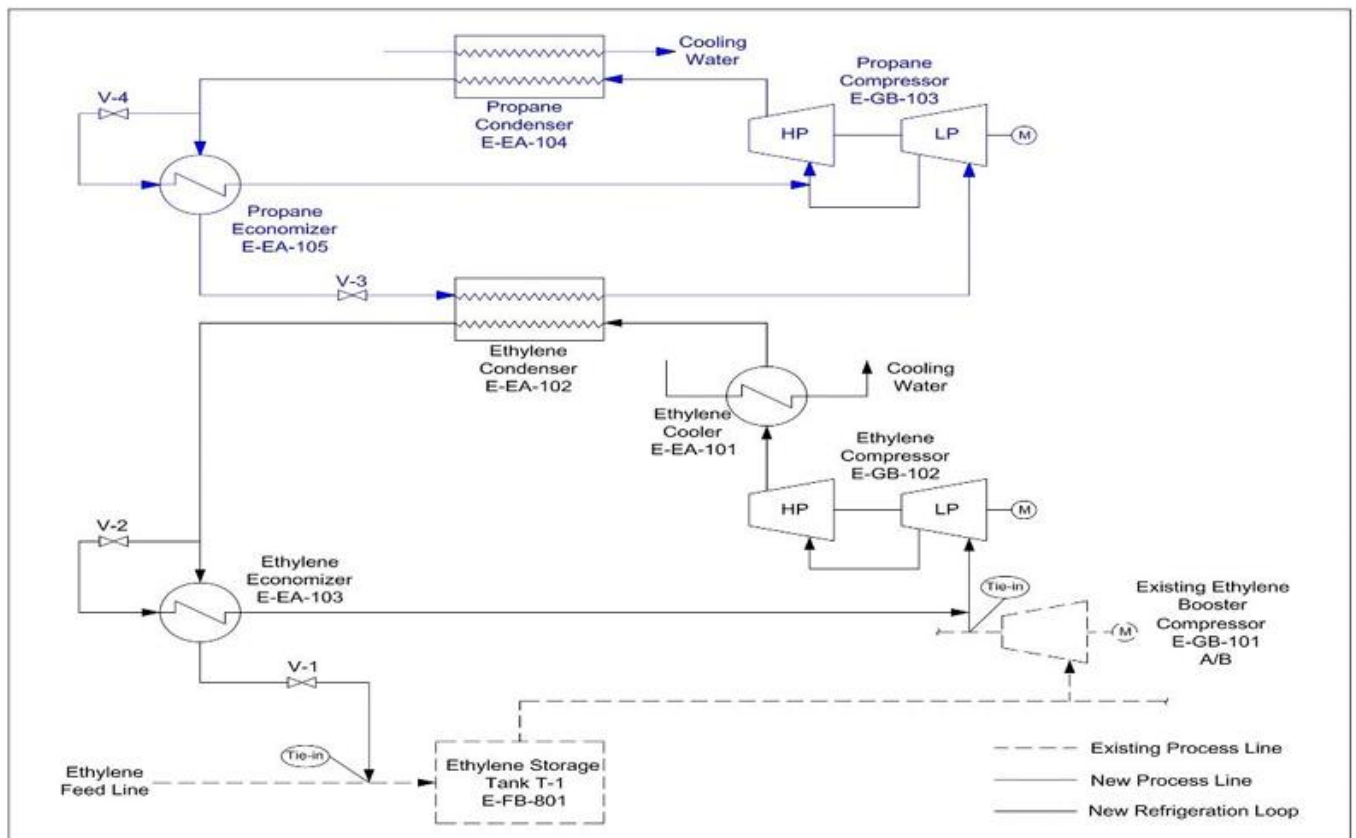 Cooling
Water
Propane
Compressor
E-GB-103
V-4
HP
LP
M
Propane
Condenser
E-EA-104
Propane
Economizer
E-EA-105
V-3
Ethylene
Condenser
E-EA-102
Cooling
Water
Ethylene
Cooler
E-EA-101
Ethylene
Compressor
E-GB-102
HP
LP
M
V-2
Ethylene
Economizer
E-EA-103
Tie-in
Existing Ethylene
Booster
Compressor
E-GB-101
A/B
M
V-1
Tie-in
Ethylene
Feed Line
Ethylene Storage
Tank T-1
E-FB-801
Existing Process Line
New Process Line
New Refrigeration Loop